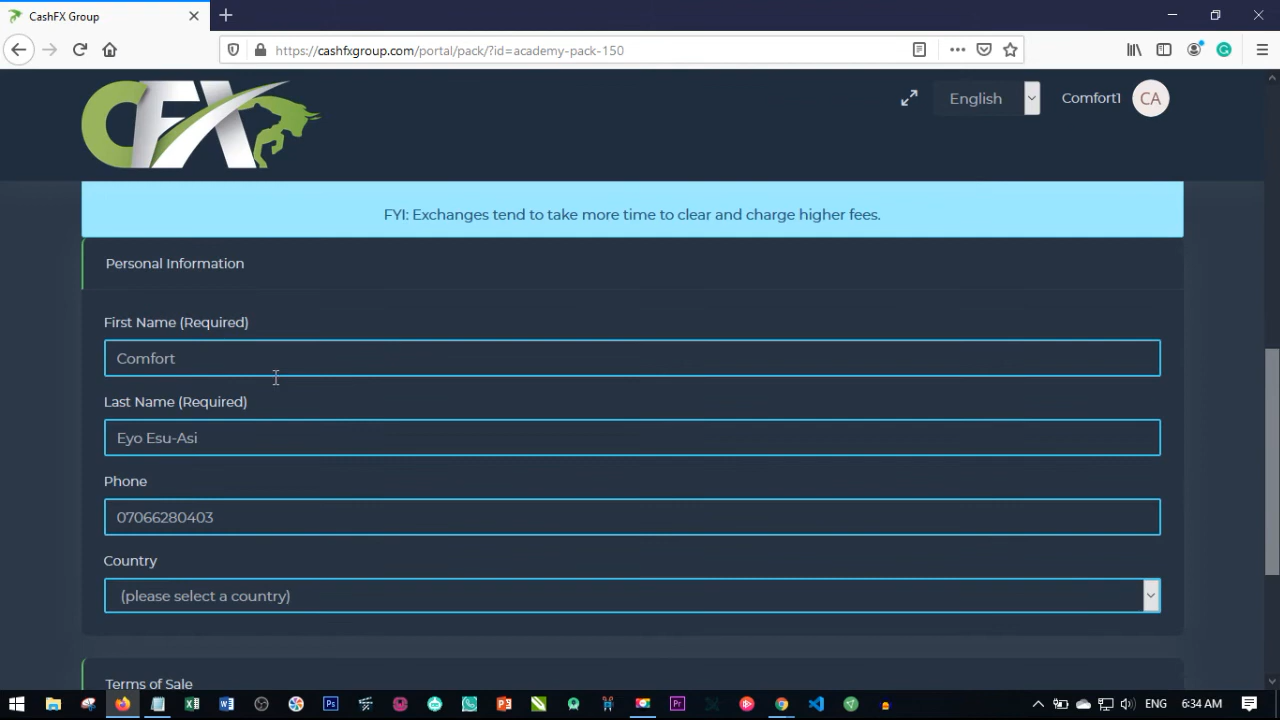 CashFX Group
https://cashfxgroup.com/portal/pack/?id=academy-pack-150
CFX
English
Comfort1
CA
FYI: Exchanges tend to take more time to clear and charge higher fees.
Personal Information
First Name (Required)
Comfort
Last Name (Required)
Eyo Esu-Asi
Phone
07066280403
Country
(please select a country)
Terms of Sale
ENG
6:34 AM